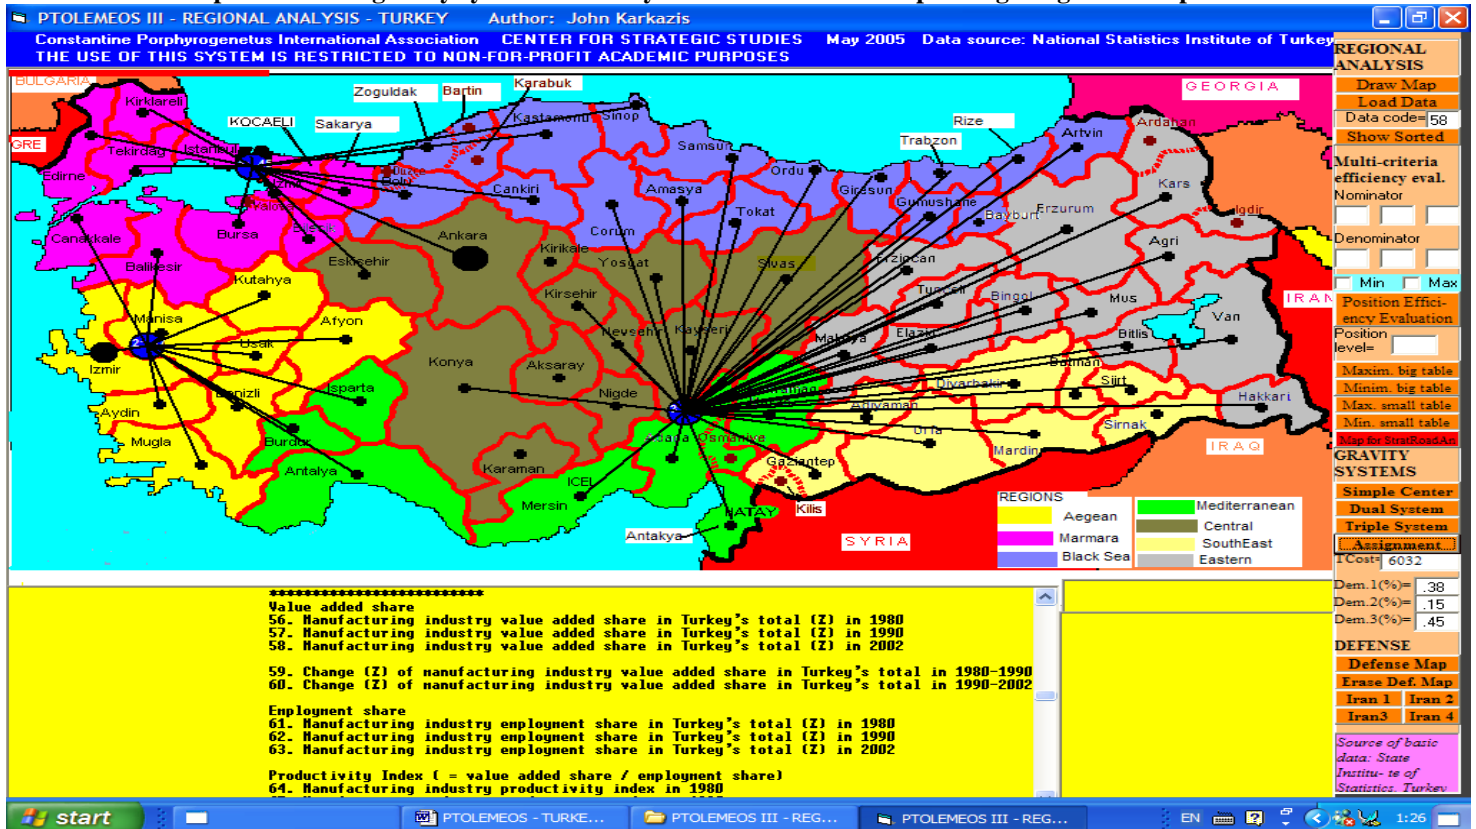 PTOLEMEOS III - REGIONAL ANALYSIS - TURKEY Author: John Karkazis
Constantine Porphyrogenetus International Association CENTER FOR STRATEGIC STUDIES May 2005 Data source: National Statistics Institute of Turkey
THE USE OF THIS SYSTEM IS RESTRICTED TO NON-FOR-PROFIT ACADEMIC PURPOSES
BULGARIA
GEORGIA
GRE
IRAN
IRAQ
SYRIA
Zoguldak
Bartin
Karabuk
KOCAELI
Sakarya
Kirklareli
Tekirdag
Istanbul
Edirne
Kastamonu
Sinop
Samsun
Ordu
Trabzon
Rize
Artvin
Ardahan
Kars
Igdir
Agri
Erzurum
Bayburt
Gumushane
Giresun
Duzce
Bolu
Cankiri
Amasya
Tokat
Corum
Yalova
Bursa
Bilecik
Canakkale
Balikesir
Eskisehir
Ankara
Kirikale
Yosgat
Sivas
Erzincan
Tunceli
Bingol
Mus
Van
Bitlis
Kutahya
Manisa
Usak
Afyon
Izmir
Kirsehir
Nevsehir
Kayseri
Malatya
Elazig
Konya
Aksaray
Nigde
Isparta
Denizli
Aydin
Mugla
Burdur
Antalya
Karaman
ICEL
Mersin
Adana
Osmaniye
Gaziantep
Kilis
HATAY
Antakya
Adiyaman
Urfa
Diyarbakir
Batman
Siirt
Sirnak
Mardin
Hakkari
REGIONS
Aegean
Marmara
Black Sea
Mediterranean
Central
SouthEast
Eastern
**************************
Value added share
56. Manufacturing industry value added share in Turkey's total (Z) in 1980
57. Manufacturing industry value added share in Turkey's total (Z) in 1990
58. Manufacturing industry value added share in Turkey's total (Z) in 2002
59. Change (Z) of manufacturing industry value added share in Turkey's total in 1980-1990
60. Change (Z) of manufacturing industry value added share in Turkey's total in 1990-2002
Employment share
61. Manufacturing industry employment share in Turkey's total (Z) in 1980
62. Manufacturing industry employment share in Turkey's total (Z) in 1990
63. Manufacturing industry employment share in Turkey's total (Z) in 2002
Productivity Index ( = value added share / employment share)
64. Manufacturing industry productivity index in 1980
REGIONAL
ANALYSIS
Draw Map
Load Data
Data code= 58
Show Sorted
Multi-criteria
efficiency eval.
Nominator
Denominator
Min Max
Position Effici-
ency Evaluation
Position
level=
Maxim. big table
Minim. big table
Max. small table
Min. small table
Map for StratRoadAn
GRAVITY
SYSTEMS
Simple Center
Dual System
Triple System
Assignment
TCost= 6032
Dem.1(%)= .38
Dem.2(%)= .15
Dem.3(%)= .45
DEFENSE
Defense Map
Erase Def. Map
Iran 1 Iran 2
Iran3 Iran 4
Source of basic
data: State
Institu- te of
Statistics. Turkey
start
PTOLEMEOS - TURKE...
PTOLEMEOS III - REG...
PTOLEMEOS III - REG...
EN
1:26